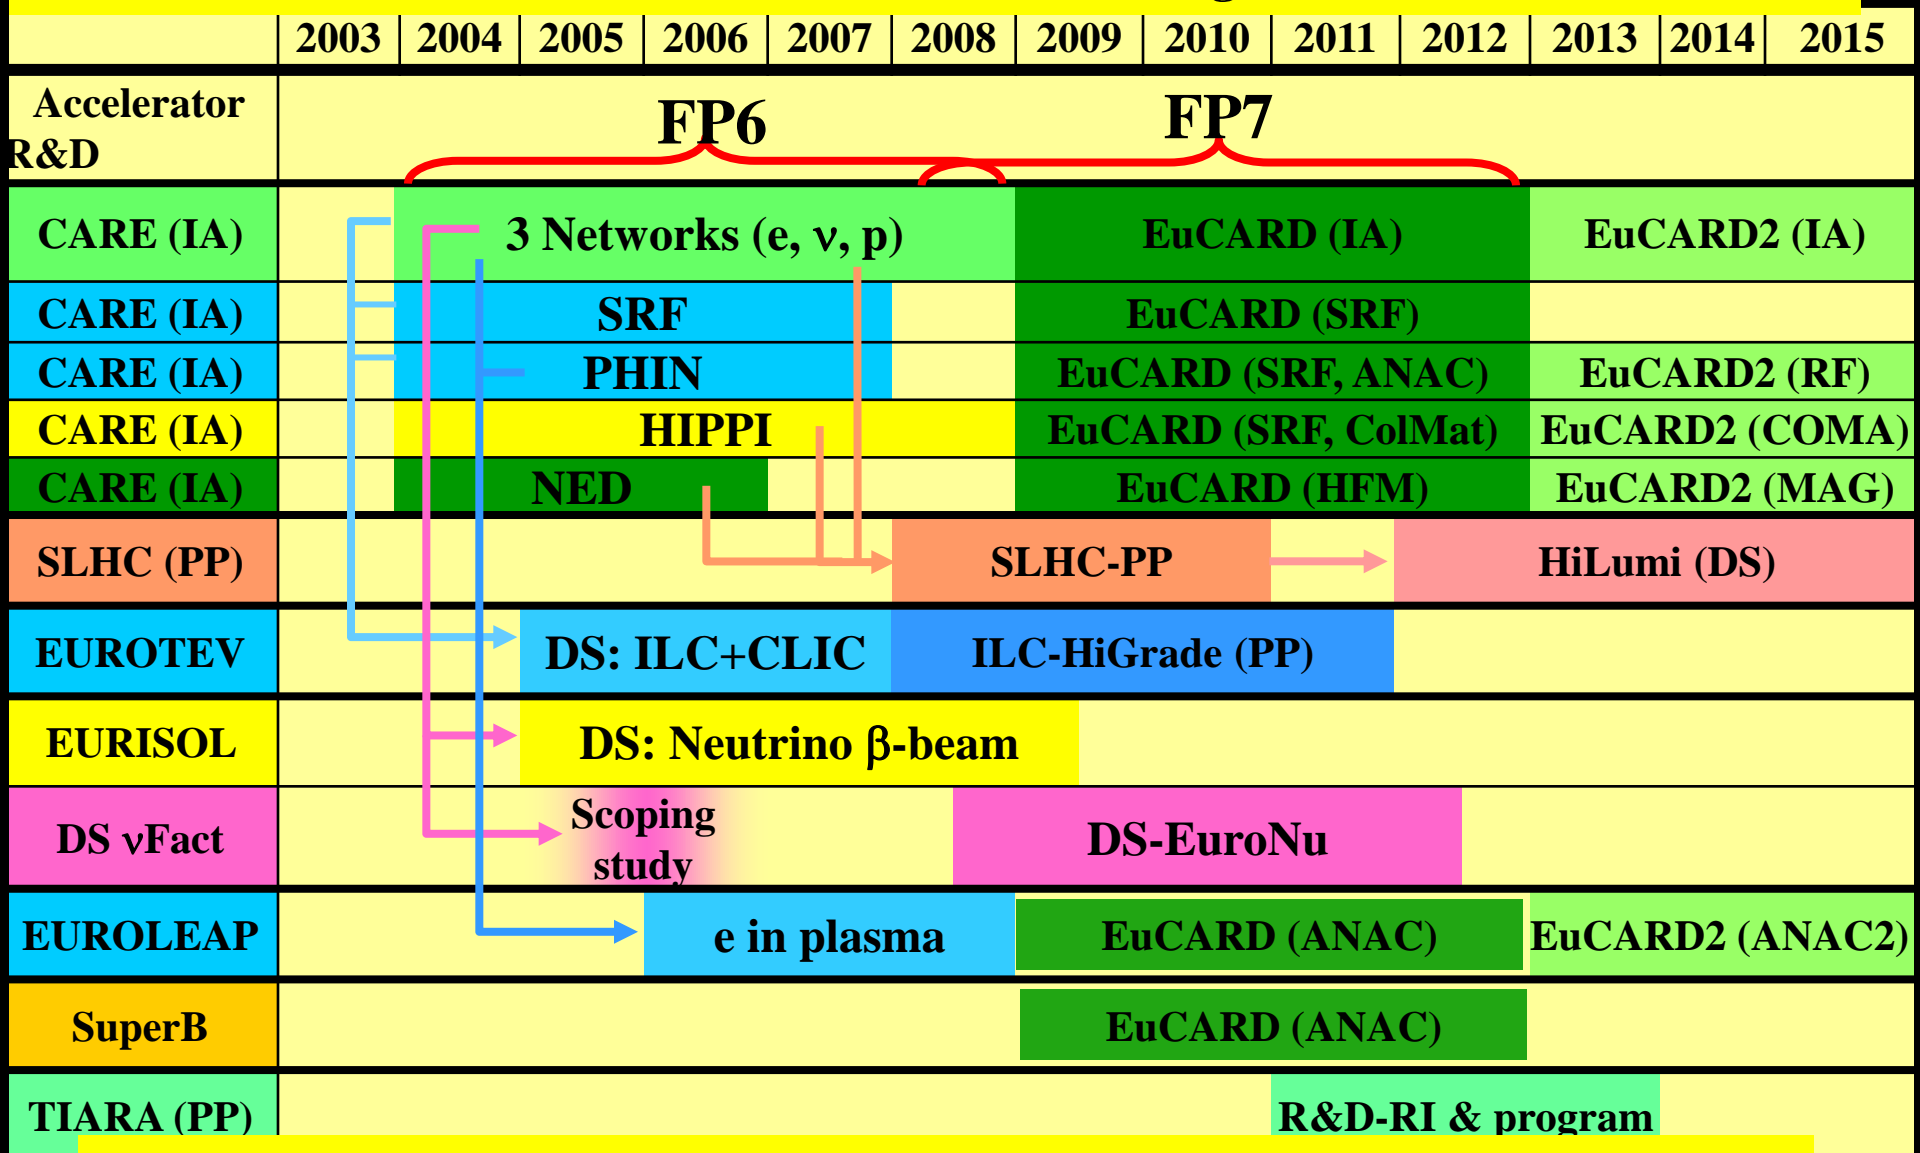 2003 2004 2005 2006 2007 2008 2009 2010 2011 2012 2013 2014 2015
Accelerator
R&D
FP6 FP7
CARE (IA) 3 Networks (e, ν, p) EuCARD (IA) EuCARD2 (IA)
CARE (IA) SRF EuCARD (SRF)
CARE (IA) PHIN EuCARD (SRF, ANAC) EuCARD2 (RF)
CARE (IA) HIPPI EuCARD (SRF, ColMat) EuCARD2 (COMA)
CARE (IA) NED EuCARD (HFM) EuCARD2 (MAG)
SLHC (PP) SLHC-PP HiLumi (DS)
EUROTEV DS: ILC+CLIC ILC-HiGrade (PP)
EURISOL DS: Neutrino β-beam
DS νFact Scoping
study DS-EuroNu
EUROLEAP e in plasma EuCARD (ANAC) EuCARD2 (ANAC2)
SuperB EuCARD (ANAC)
TIARA (PP) R&D-RI & program